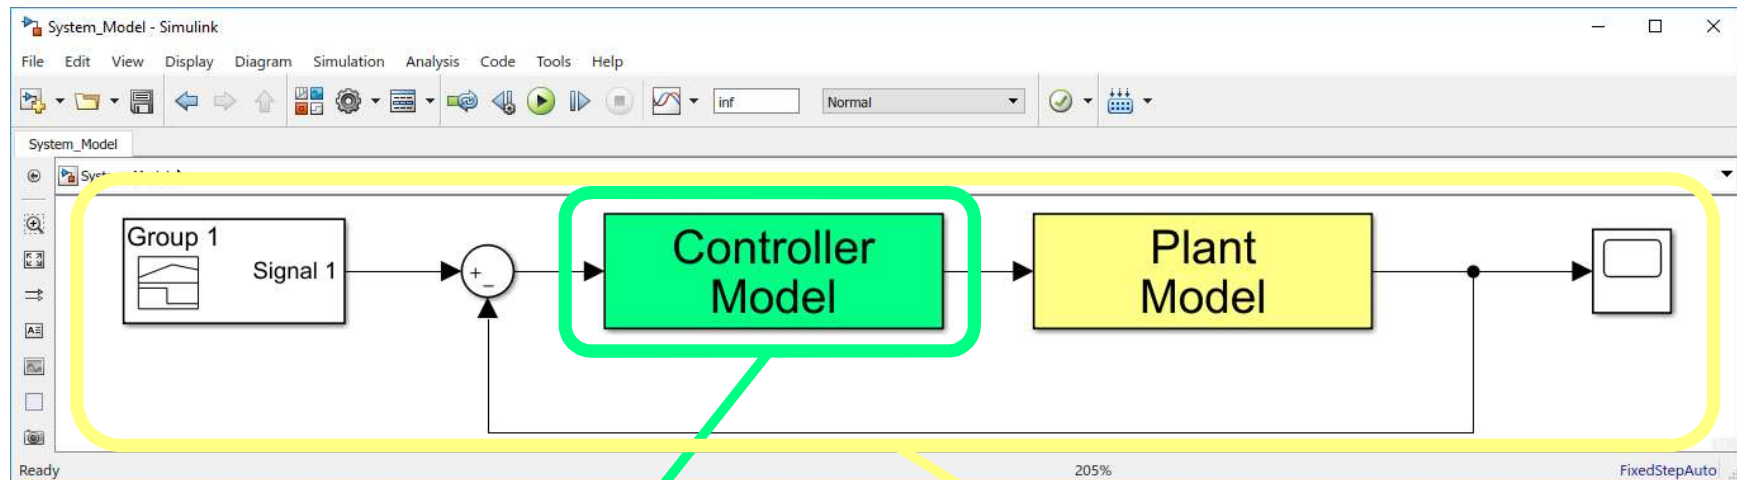 System_Model - Simulink
File Edit View Display Diagram Simulation Analysis Code Tools Help
inf Normal
System_Model
Group 1
Signal 1
+
−
Controller
Model
Plant
Model
Ready 205% FixedStepAuto